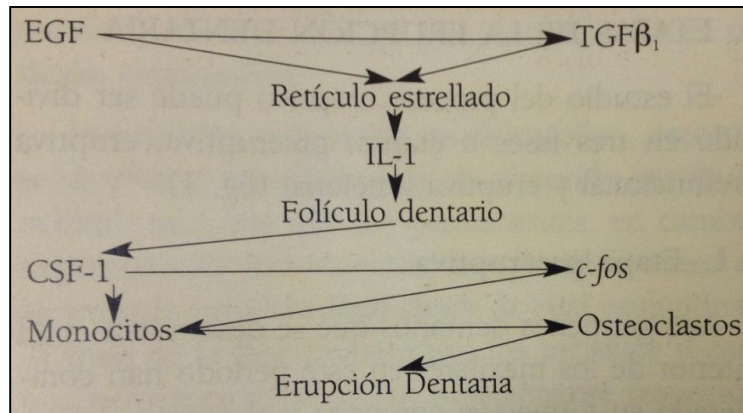 EGF TGFβ₁
Retículo estrellado
IL-1
Folículo dentario
CSF-1 c-fos
Monocitos Osteoclastos
Erupción Dentaria